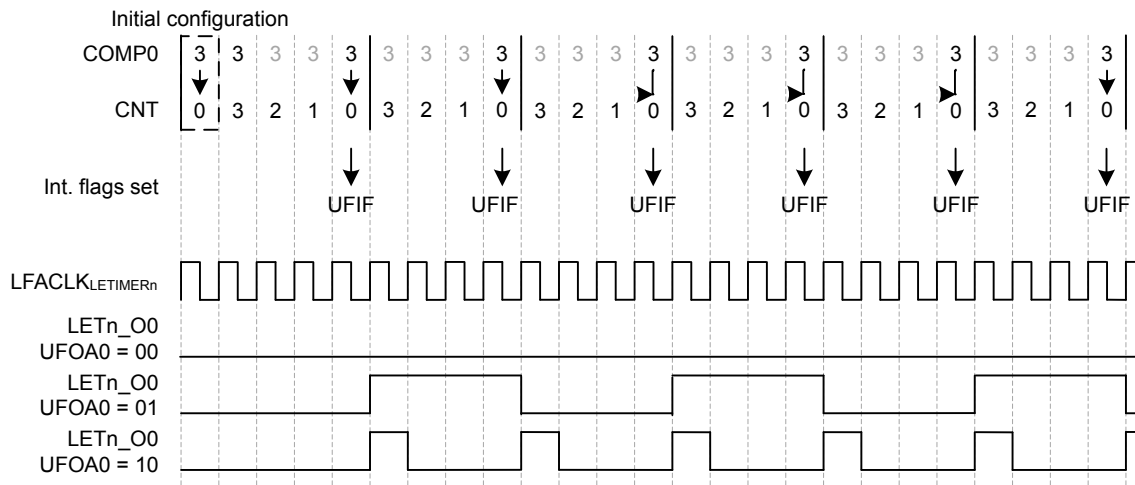 Initial configuration
COMP0 3 3 3 3 3 3 3 3 3 3 3 3 3 3 3 3 3 3 3 3 3 3 3 3 3
CNT 0 3 2 1 0 3 2 1 0 3 2 1 0 3 2 1 0 3 2 1 0 3 2 1 0
Int. flags set
UFIF UFIF UFIF UFIF UFIF UFIF
LFACLKLETIMERn
LETn_O0
UFOA0 = 00
LETn_O0
UFOA0 = 01
LETn_O0
UFOA0 = 10